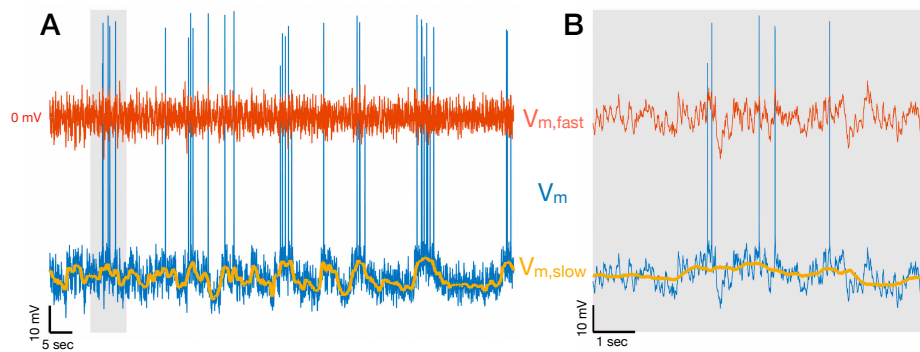 A
B
0 mV
Vm,fast
Vm
Vm,slow
10 mV
5 sec
10 mV
1 sec